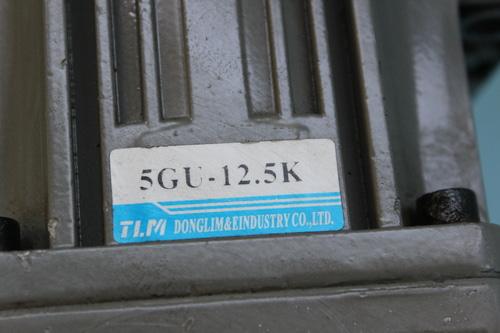 5GU-12.5K
TLM DONGLIM&EINDUSTRY CO.,LTD.